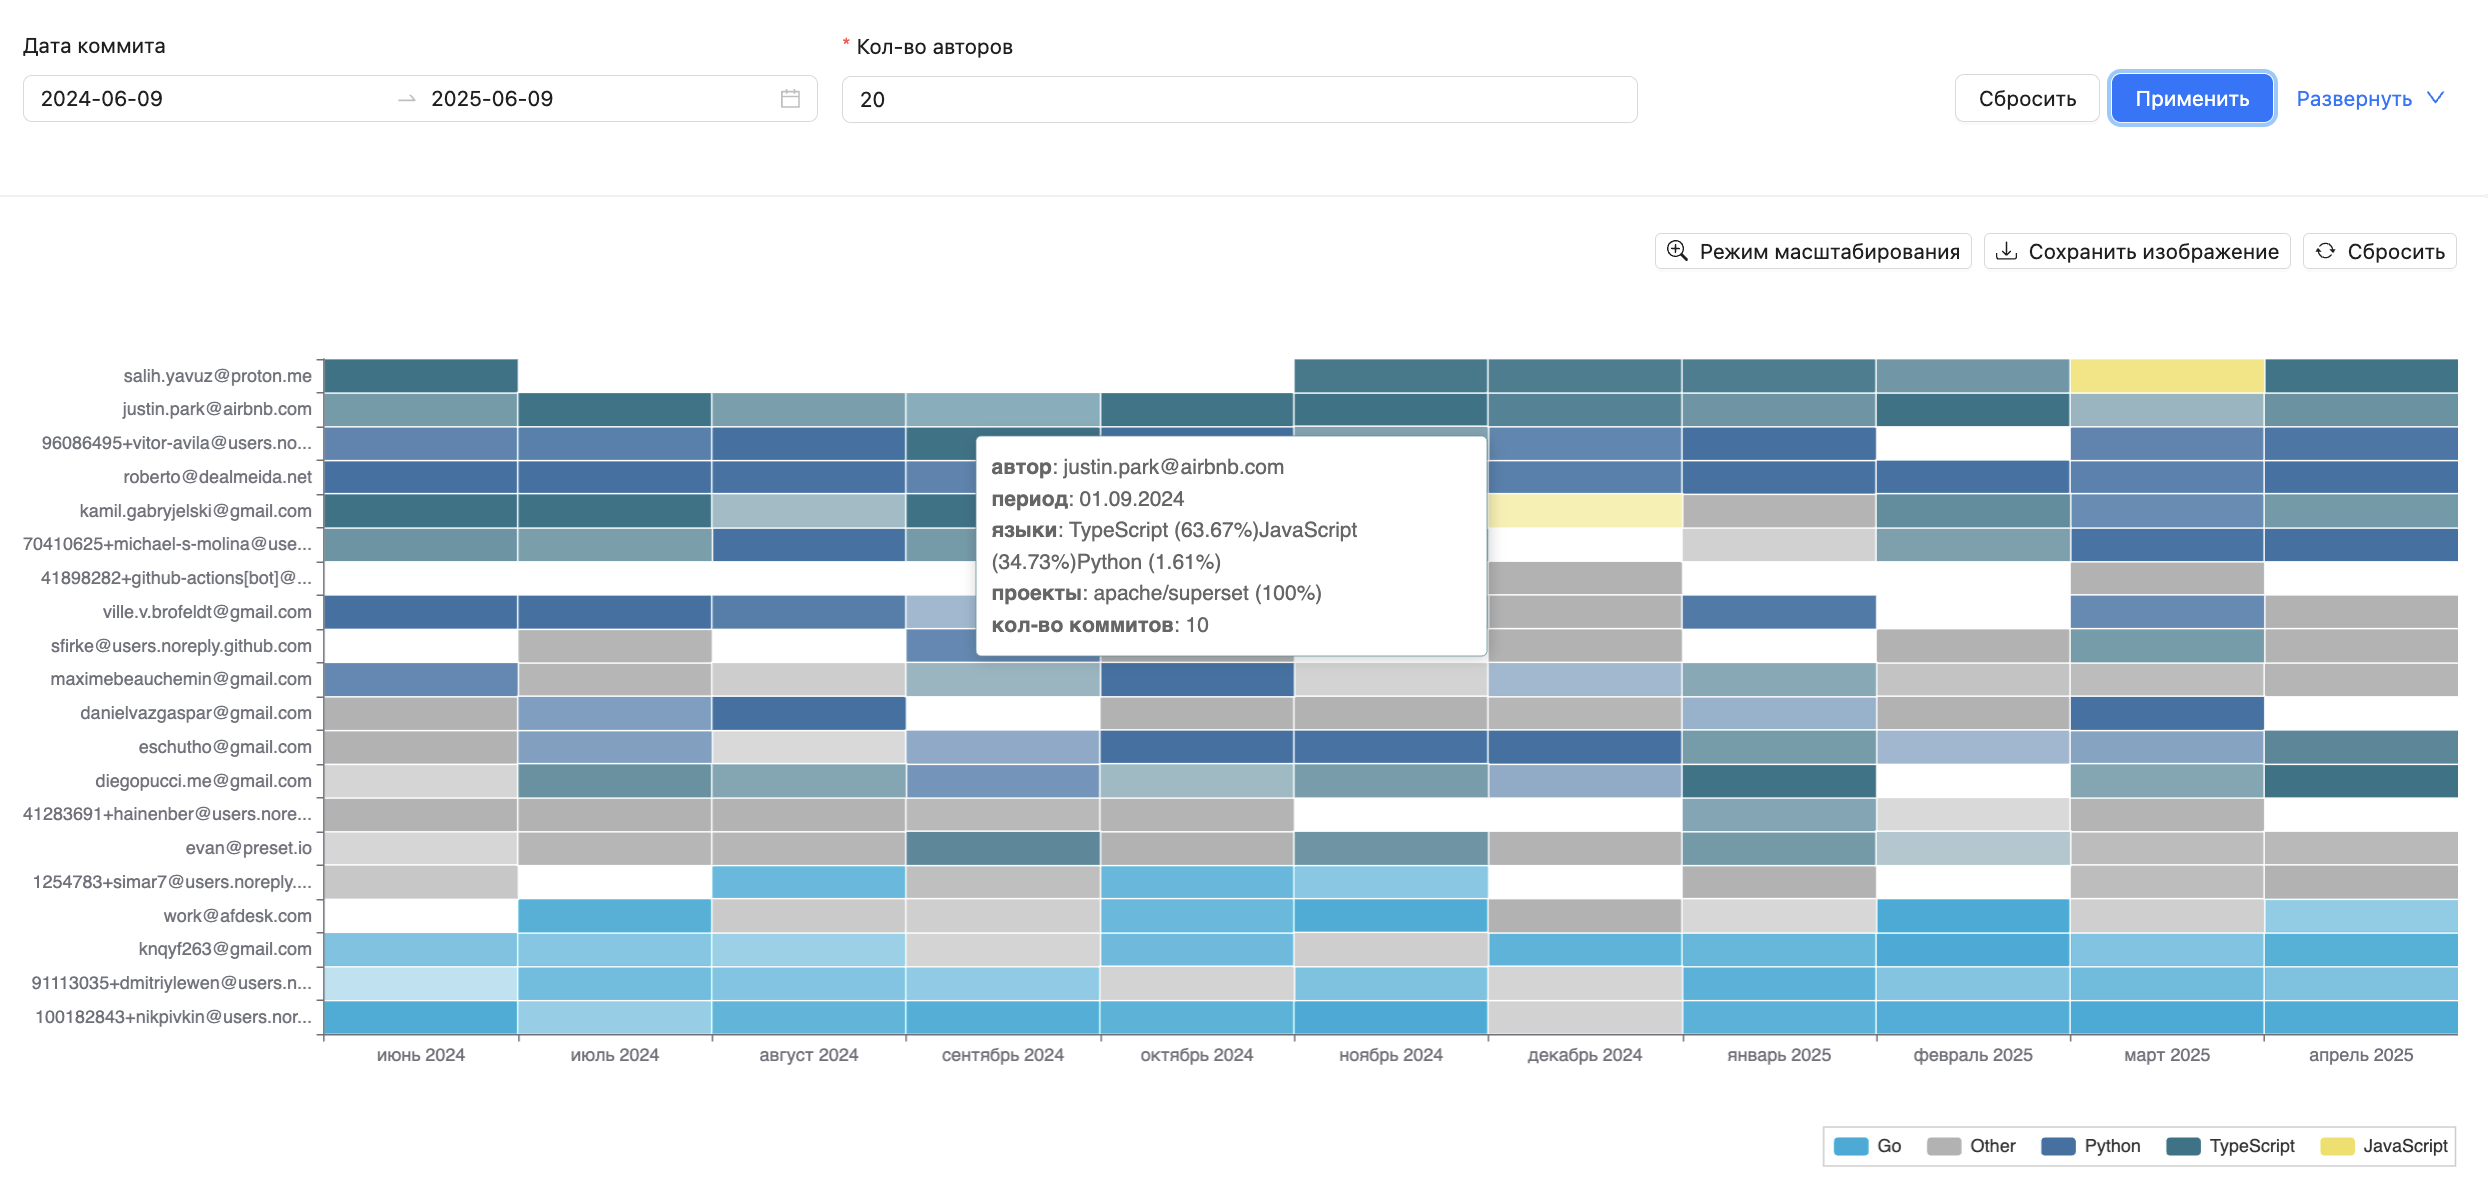 Дата коммита
* Кол-во авторов
2024-06-09 → 2025-06-09
20
Сбросить
Применить
Развернуть
Режим масштабирования
Сохранить изображение
Сбросить
salih.yavuz@proton.me
justin.park@airbnb.com
96086495+vitor-avila@users.no...
roberto@dealmeida.net
kamil.gabryjelski@gmail.com
70410625+michael-s-molina@use...
41898282+github-actions[bot]@...
ville.v.brofeldt@gmail.com
sfirke@users.noreply.github.com
maximebeauchemin@gmail.com
danielvazgaspar@gmail.com
eschutho@gmail.com
diegopucci.me@gmail.com
41283691+hainenber@users.nore...
evan@preset.io
1254783+simar7@users.noreply....
work@afdesk.com
knqyf263@gmail.com
91113035+dmitriylewen@users.n...
100182843+nikpivkin@users.nor...
автор: justin.park@airbnb.com
период: 01.09.2024
языки: TypeScript (63.67%)JavaScript
(34.73%)Python (1.61%)
проекты: apache/superset (100%)
кол-во коммитов: 10
июнь 2024
июль 2024
август 2024
сентябрь 2024
октябрь 2024
ноябрь 2024
декабрь 2024
январь 2025
февраль 2025
март 2025
апрель 2025
Go
Other
Python
TypeScript
JavaScript